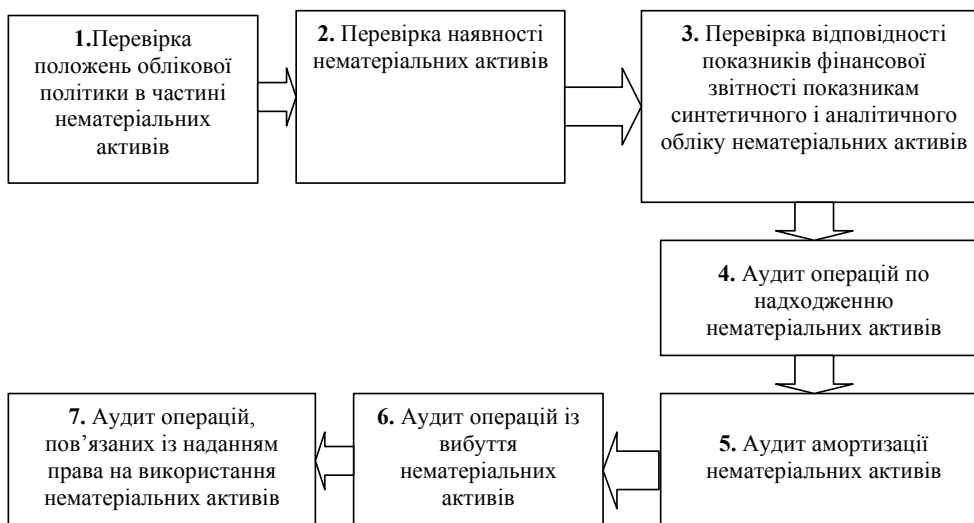 1.Перевірка
положень облікової
політики в частині
нематеріальних
активів
2. Перевірка наявності
нематеріальних активів
3. Перевірка відповідності
показників фінансової
звітності показникам
синтетичного і аналітичного
обліку нематеріальних активів
4. Аудит операцій по
надходженню
нематеріальних активів
5. Аудит амортизації
нематеріальних активів
6. Аудит операцій із
вибуття
нематеріальних
активів
7. Аудит операцій,
пов’язаних із наданням
права на використання
нематеріальних активів